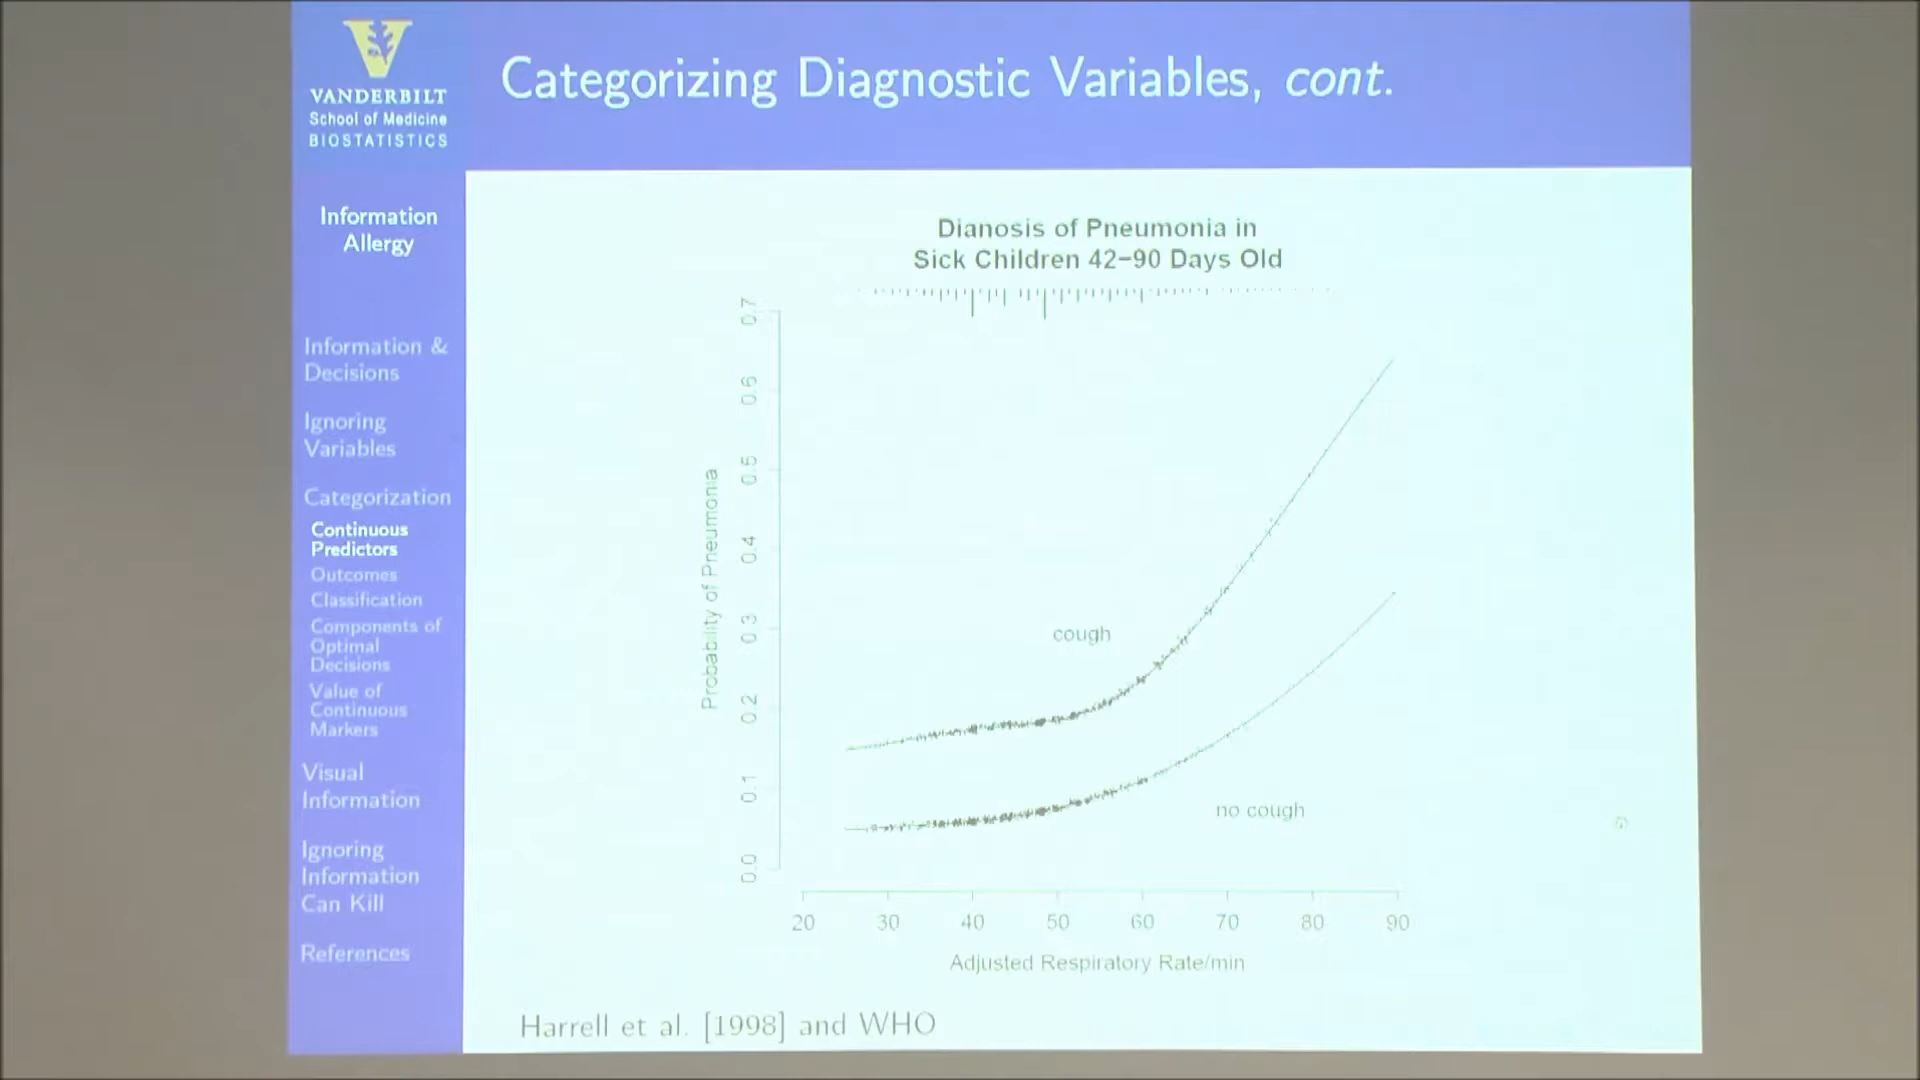 VANDERBILT
School of Medicine
BIOSTATISTICS
Categorizing Diagnostic Variables, cont.
Information
Allergy
Information &
Decisions
Ignoring
Variables
Categorization
Continuous
Predictors
Outcomes
Classification
Components of
Optimal
Decisions
Value of
Continuous
Markers
Visual
Information
Ignoring
Information
Can Kill
References
Dianosis of Pneumonia in
Sick Children 42-90 Days Old
Probability of Pneumonia
0.7
0.6
0.5
0.4
0.3
0.2
0.1
0.0
cough
no cough
20 30 40 50 60 70 80 90
Adjusted Respiratory Rate/min
Harrell et al. [1998] and WHO